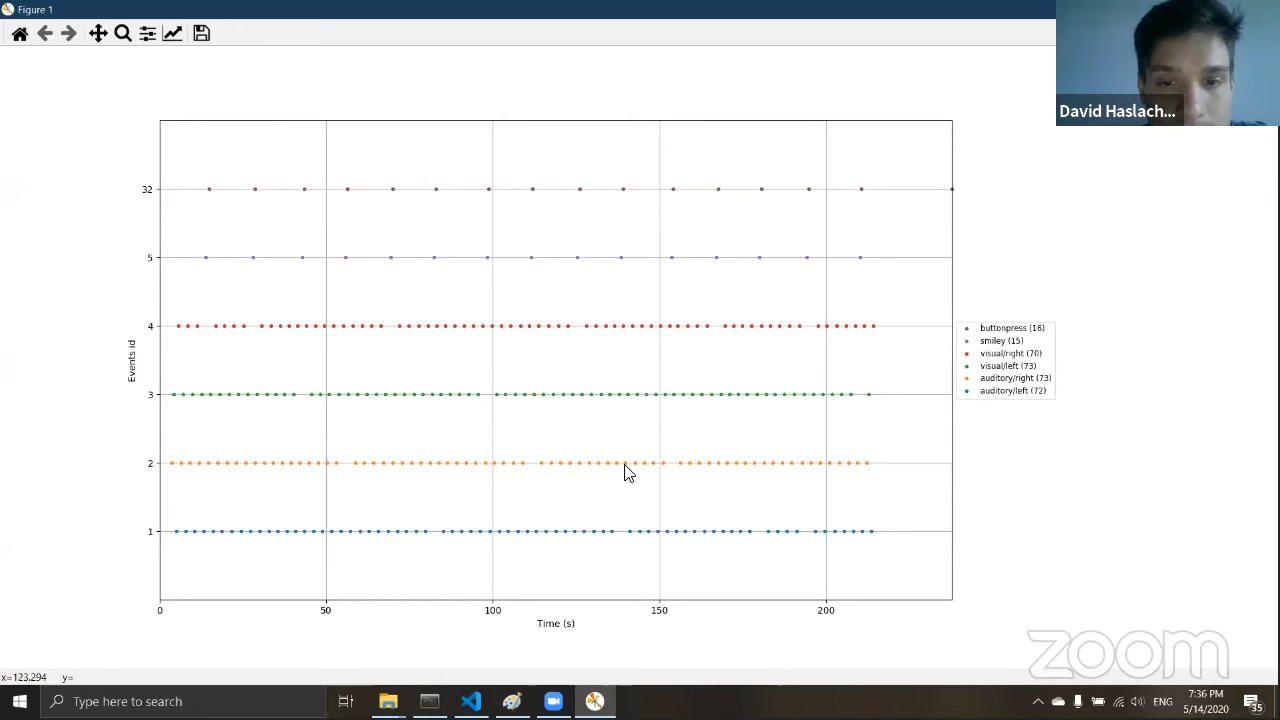 Figure 1
David Haslach...
32
5
4
3
2
1
Events id
0 50 100 150 200
Time (s)
buttonpress (16)
smiley (15)
visual/right (70)
visual/left (73)
auditory/right (73)
auditory/left (72)
zoom
x=123.294 y=
Type here to search
ENG
7:36 PM
5/14/2020
35